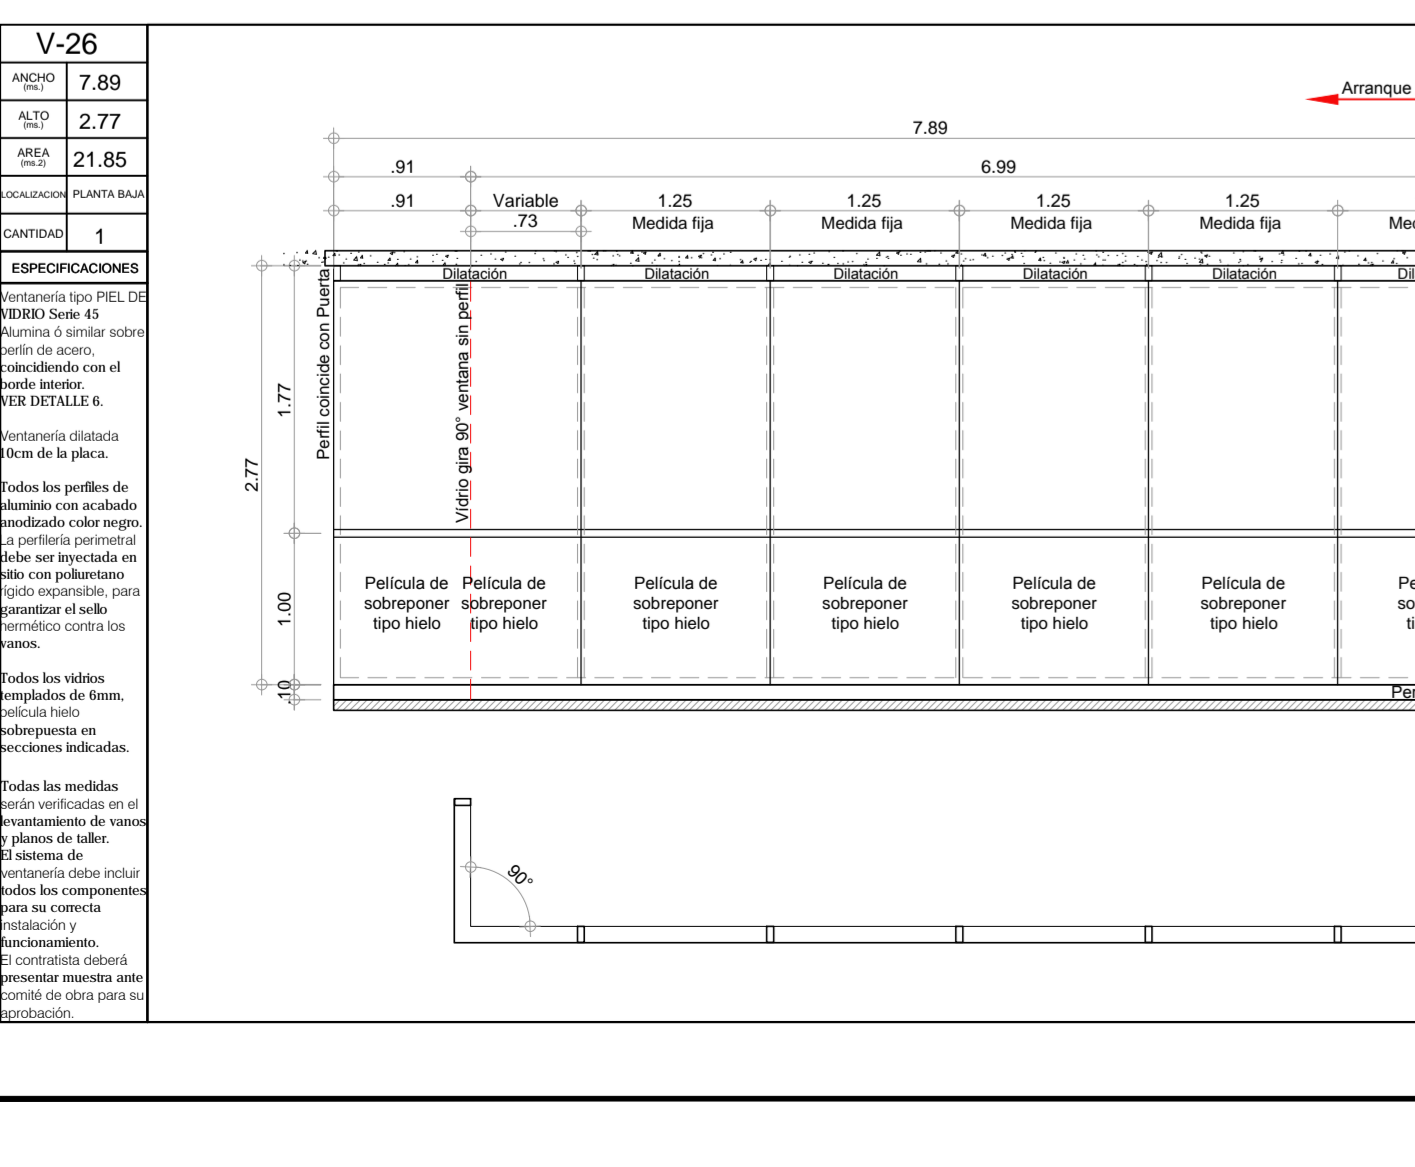 V-26
ANCHO
(ms.)
7.89
ALTO
(ms.)
2.77
AREA
(ms.2)
21.85
LOCALIZACION
PLANTA BAJA
CANTIDAD
1
ESPECIFICACIONES
Ventanería tipo PIEL DE
VIDRIO Serie 45
Alumina ó similar sobre
perlín de acero,
coincidiendo con el
borde interior.
VER DETALLE 6.
Ventanería dilatada
10cm de la placa.
Todos los perfiles de
aluminio con acabado
anodizado color negro.
La perfilería perimetral
debe ser inyectada en
sitio con poliuretano
rígido expansible, para
garantizar el sello
hermético contra los
vanos.
Todos los vidrios
templados de 6mm,
película hielo
sobrepuesta en
secciones indicadas.
Todas las medidas
serán verificadas en el
levantamiento de vanos
y planos de taller.
El sistema de
ventanería debe incluir
todos los componentes
para su correcta
instalación y
funcionamiento.
El contratista deberá
presentar muestra ante
comité de obra para su
aprobación.
Arranque
7.89
.91
6.99
.91
Variable
.73
1.25
Medida fija
1.25
Medida fija
1.25
Medida fija
1.25
Medida fija
Med
Dilatación
Dilatación
Dilatación
Dilatación
Dilatación
Dil
Perfil coincide con Puerta
Vidrio gira 90° ventana sin perfil
2.77
1.77
1.00
.10
Película de
sobreponer
tipo hielo
Película de
sobreponer
tipo hielo
Película de
sobreponer
tipo hielo
Película de
sobreponer
tipo hielo
Película de
sobreponer
tipo hielo
Película de
sobreponer
tipo hielo
Pe
so
ti
Per
90°